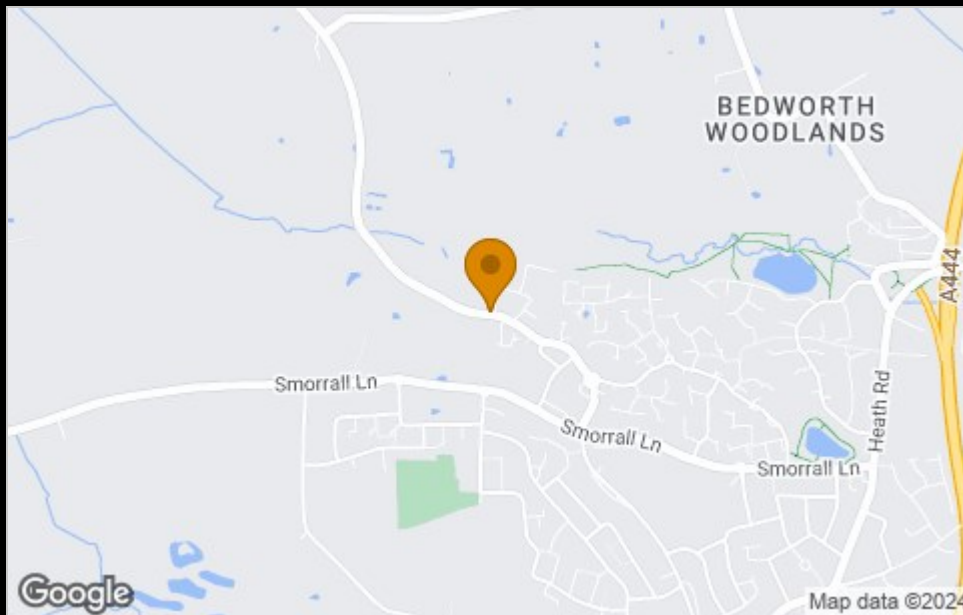 BEDWORTH
WOODLANDS
A444
Smorrall Ln
Heath Rd
Smorrall Ln
Smorrall Ln
Google
Map data ©2024